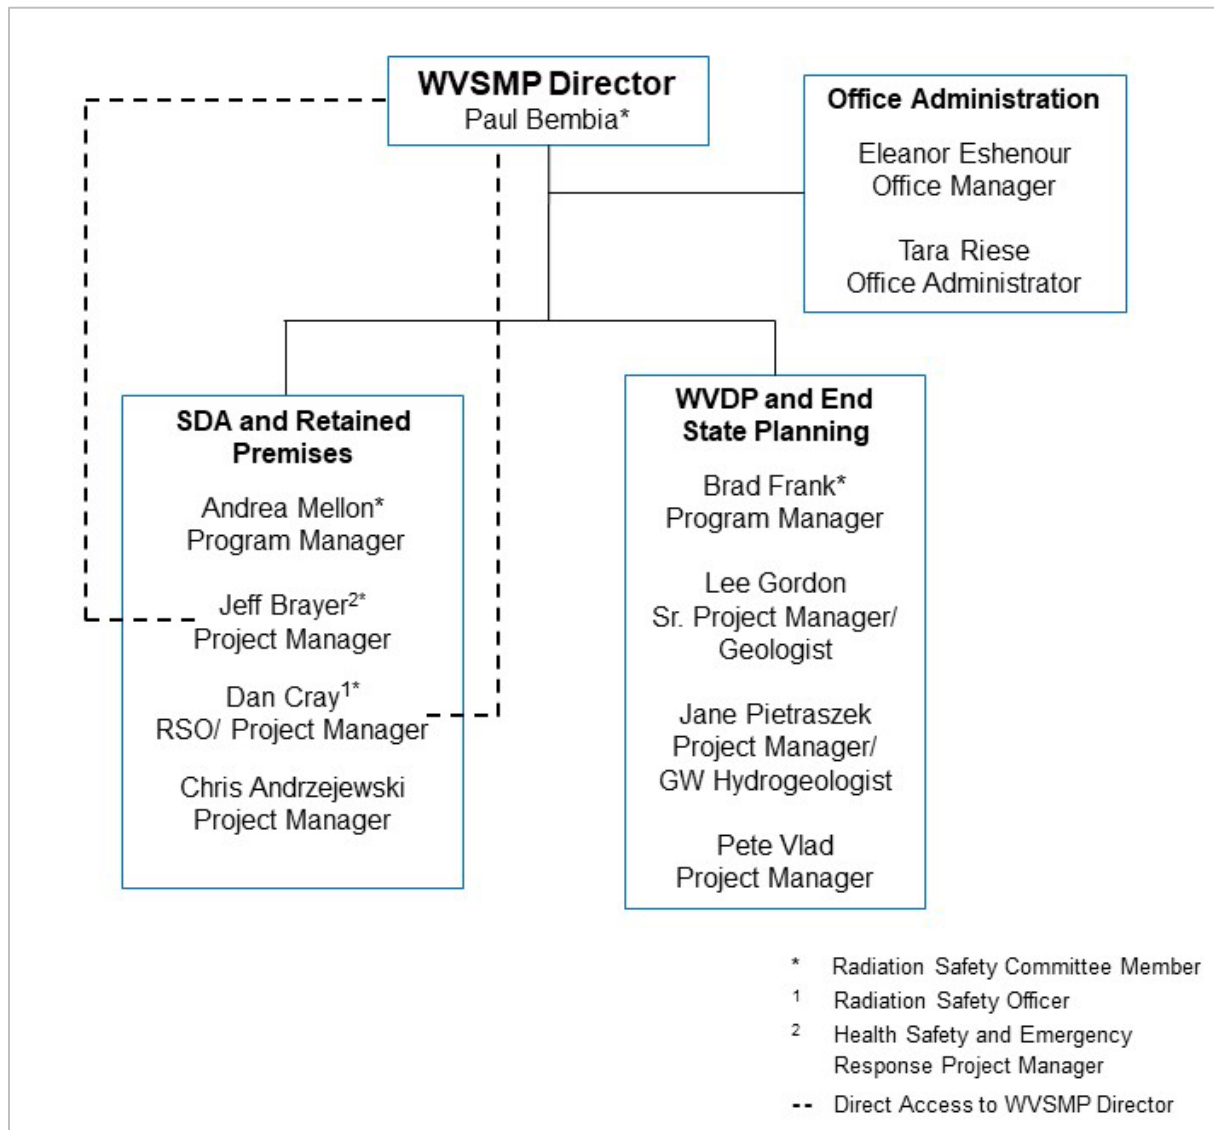 WVSMP Director
Paul Bembia*
Office Administration
Eleanor Eshenour
Office Manager
Tara Riese
Office Administrator
SDA and Retained
Premises
Andrea Mellon*
Program Manager
Jeff Brayer2*
Project Manager
Dan Cray1*
RSO/ Project Manager
Chris Andrzejewski
Project Manager
WVDP and End
State Planning
Brad Frank*
Program Manager
Lee Gordon
Sr. Project Manager/
Geologist
Jane Pietraszek
Project Manager/
GW Hydrogeologist
Pete Vlad
Project Manager
* Radiation Safety Committee Member
1 Radiation Safety Officer
2 Health Safety and Emergency
Response Project Manager
-- Direct Access to WVSMP Director